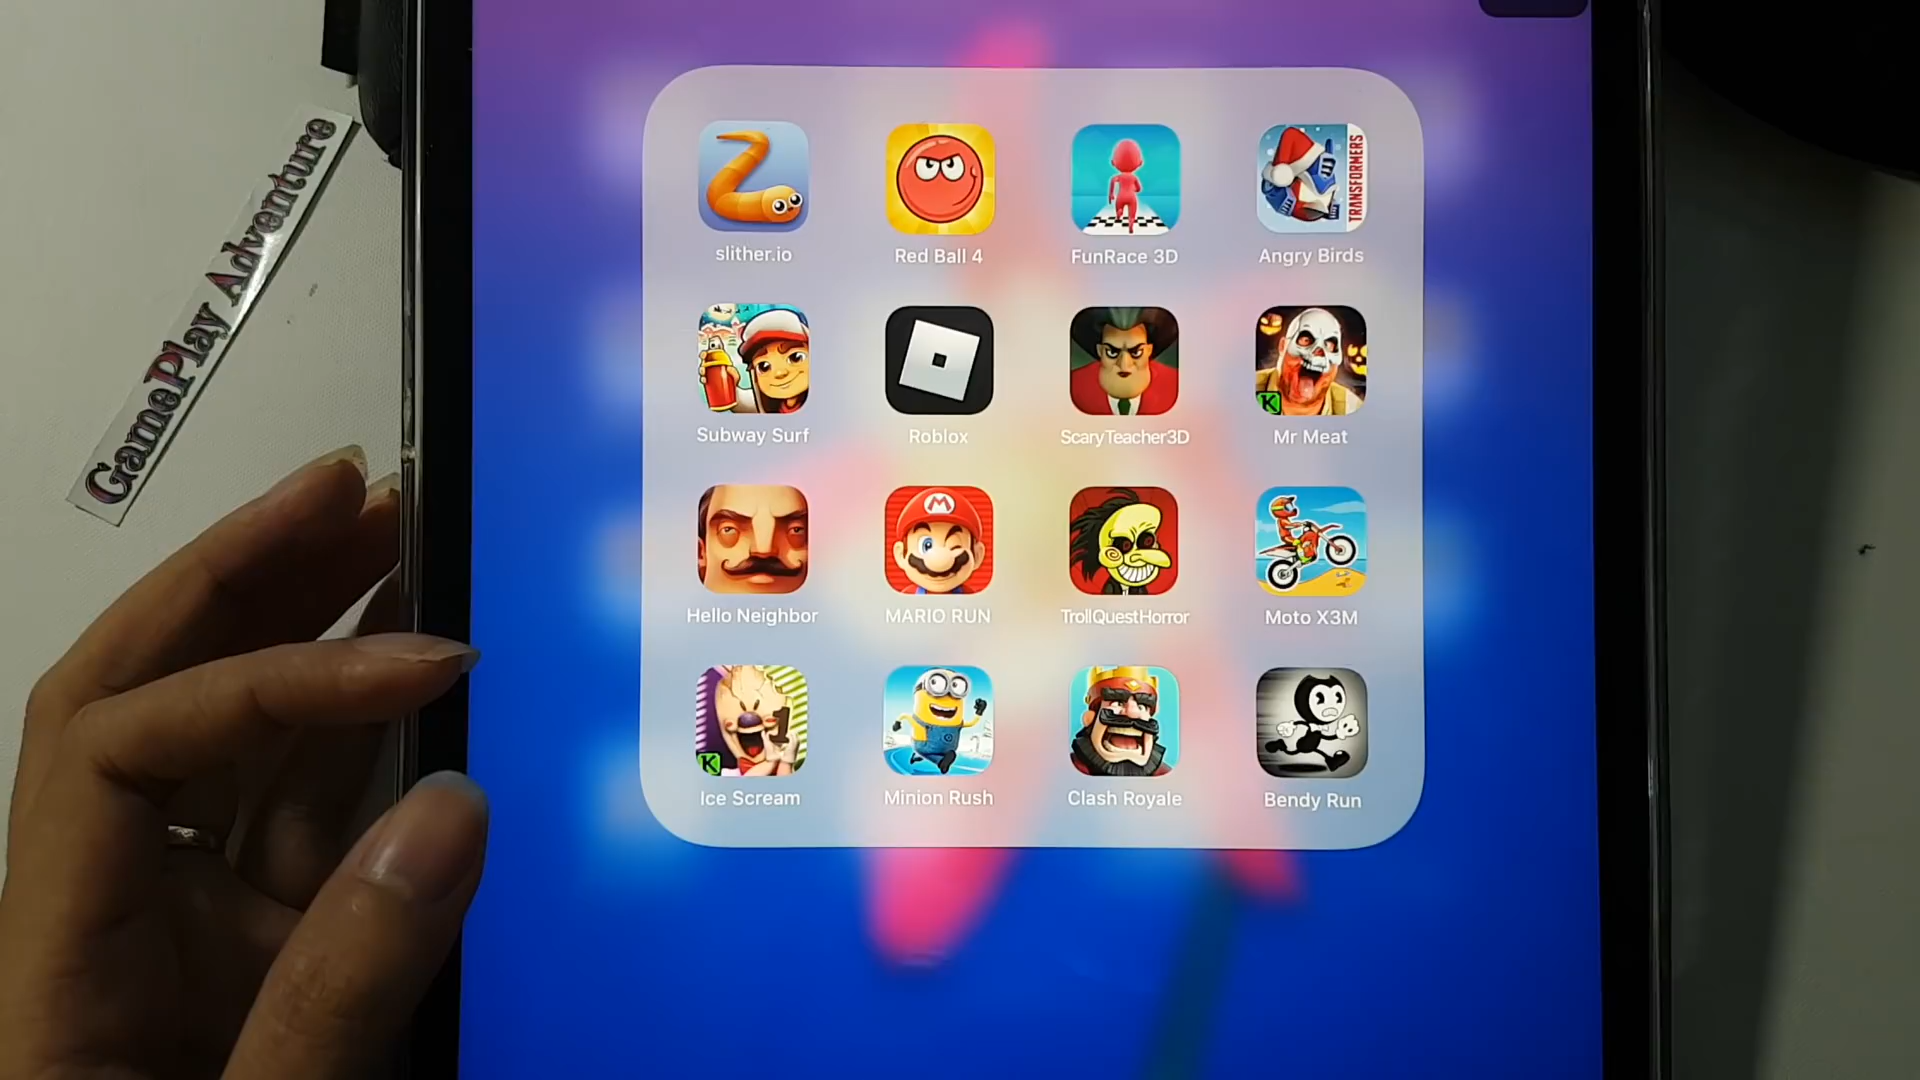 GamePlay Adventure
slither.io
Red Ball 4
FunRace 3D
TRANSFORMERS
Angry Birds
Subway Surf
Roblox
ScaryTeacher3D
K
Mr Meat
Hello Neighbor
M
MARIO RUN
TrollQuestHorror
Moto X3M
1
K
Ice Scream
Minion Rush
Clash Royale
Bendy Run